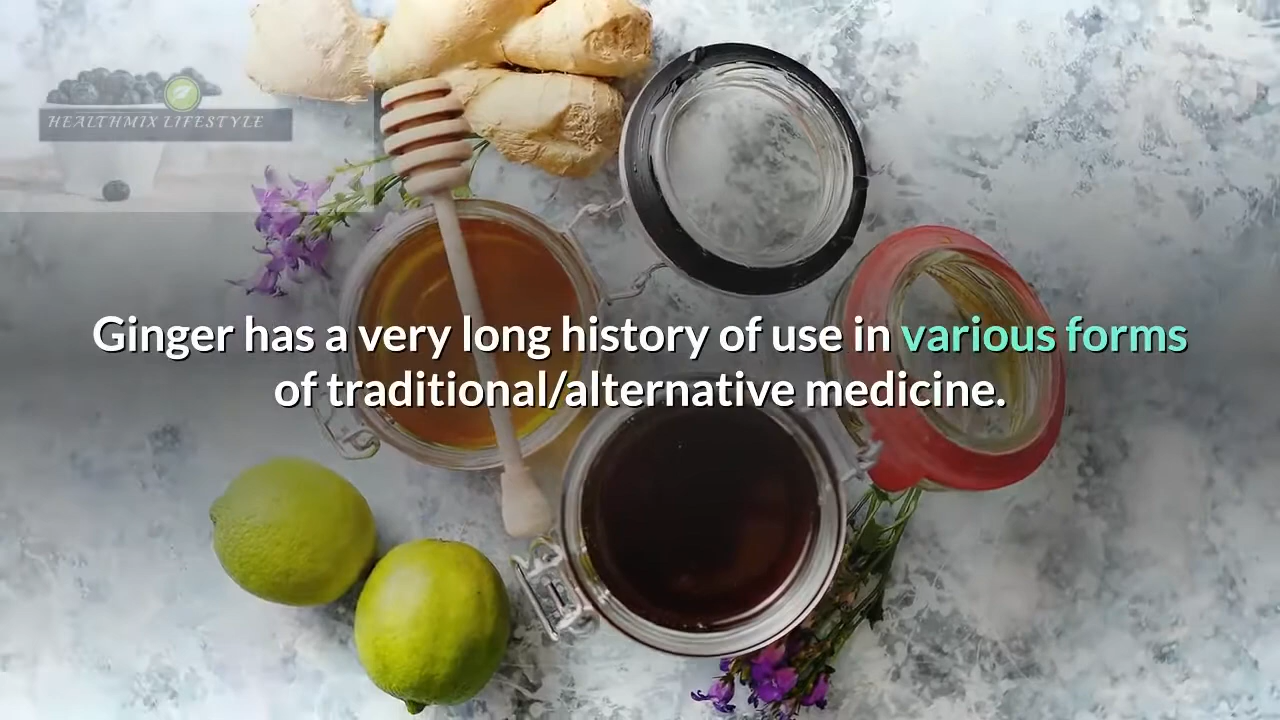 HEALTHMIX LIFESTYLE
Ginger has a very long history of use in various forms
of traditional/alternative medicine.